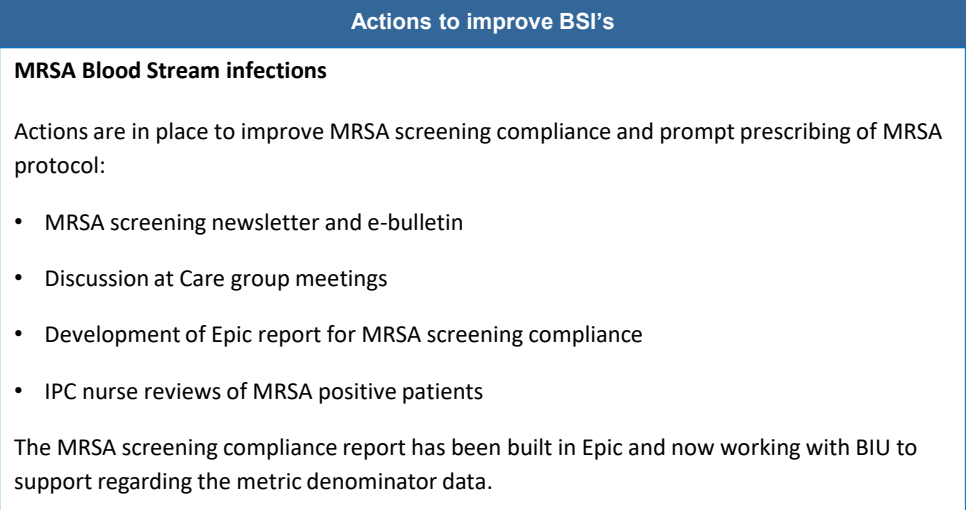 Actions to improve BSI’s
MRSA Blood Stream infections
Actions are in place to improve MRSA screening compliance and prompt prescribing of MRSA
protocol:
• MRSA screening newsletter and e-bulletin
• Discussion at Care group meetings
• Development of Epic report for MRSA screening compliance
• IPC nurse reviews of MRSA positive patients
The MRSA screening compliance report has been built in Epic and now working with BIU to
support regarding the metric denominator data.